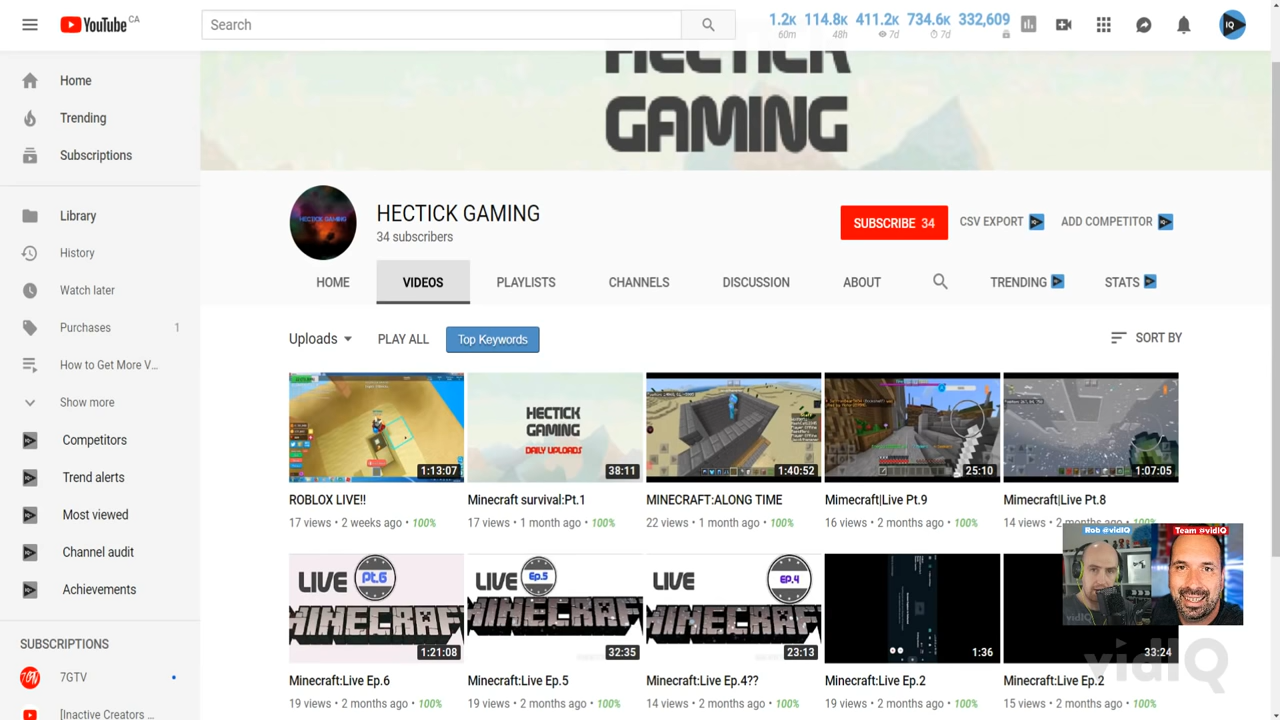 YouTube CA
Search
1.2K 114.8K 411.2K 734.6K 332,609
60m 48h 7d 7d
IQ
Home
Trending
Subscriptions
Library
History
Watch later
Purchases 1
How to Get More V...
Show more
Competitors
Trend alerts
Most viewed
Channel audit
Achievements
SUBSCRIPTIONS
7GTV
[Inactive Creators ...
HECTICK
GAMING
HECTICK GAMING
HECTICK GAMING
34 subscribers
SUBSCRIBE 34
CSV EXPORT
ADD COMPETITOR
HOME VIDEOS PLAYLISTS CHANNELS DISCUSSION ABOUT TRENDING STATS
Uploads PLAY ALL Top Keywords SORT BY
1:13:07
HECTICK
GAMING
DAILY UPLOADS
38:11
1:40:52
25:10
1:07:05
ROBLOX LIVE!!
17 views • 2 weeks ago • 100%
Minecraft survival:Pt.1
17 views • 1 month ago • 100%
MINECRAFT:ALONG TIME
22 views • 1 month ago • 100%
Mimecraft|Live Pt.9
16 views • 2 months ago • 100%
Mimecraft|Live Pt.8
14 views • 2 months ago • 100%
LIVE Pt.6
MINECRAF
1:21:08
LIVE Ep.5
MINECRAF
32:35
LIVE EP.4
MINECRAF
23:13
1:36
33:24
Minecraft:Live Ep.6
19 views • 2 months ago • 100%
Minecraft:Live Ep.5
19 views • 2 months ago • 100%
Minecraft:Live Ep.4??
14 views • 2 months ago • 100%
Minecraft:Live Ep.2
19 views • 2 months ago • 100%
Minecraft:Live Ep.2
15 views • 2 months ago • 100%
Rob @vidIQ
Team @vidIQ
vidIQ
vidIQ